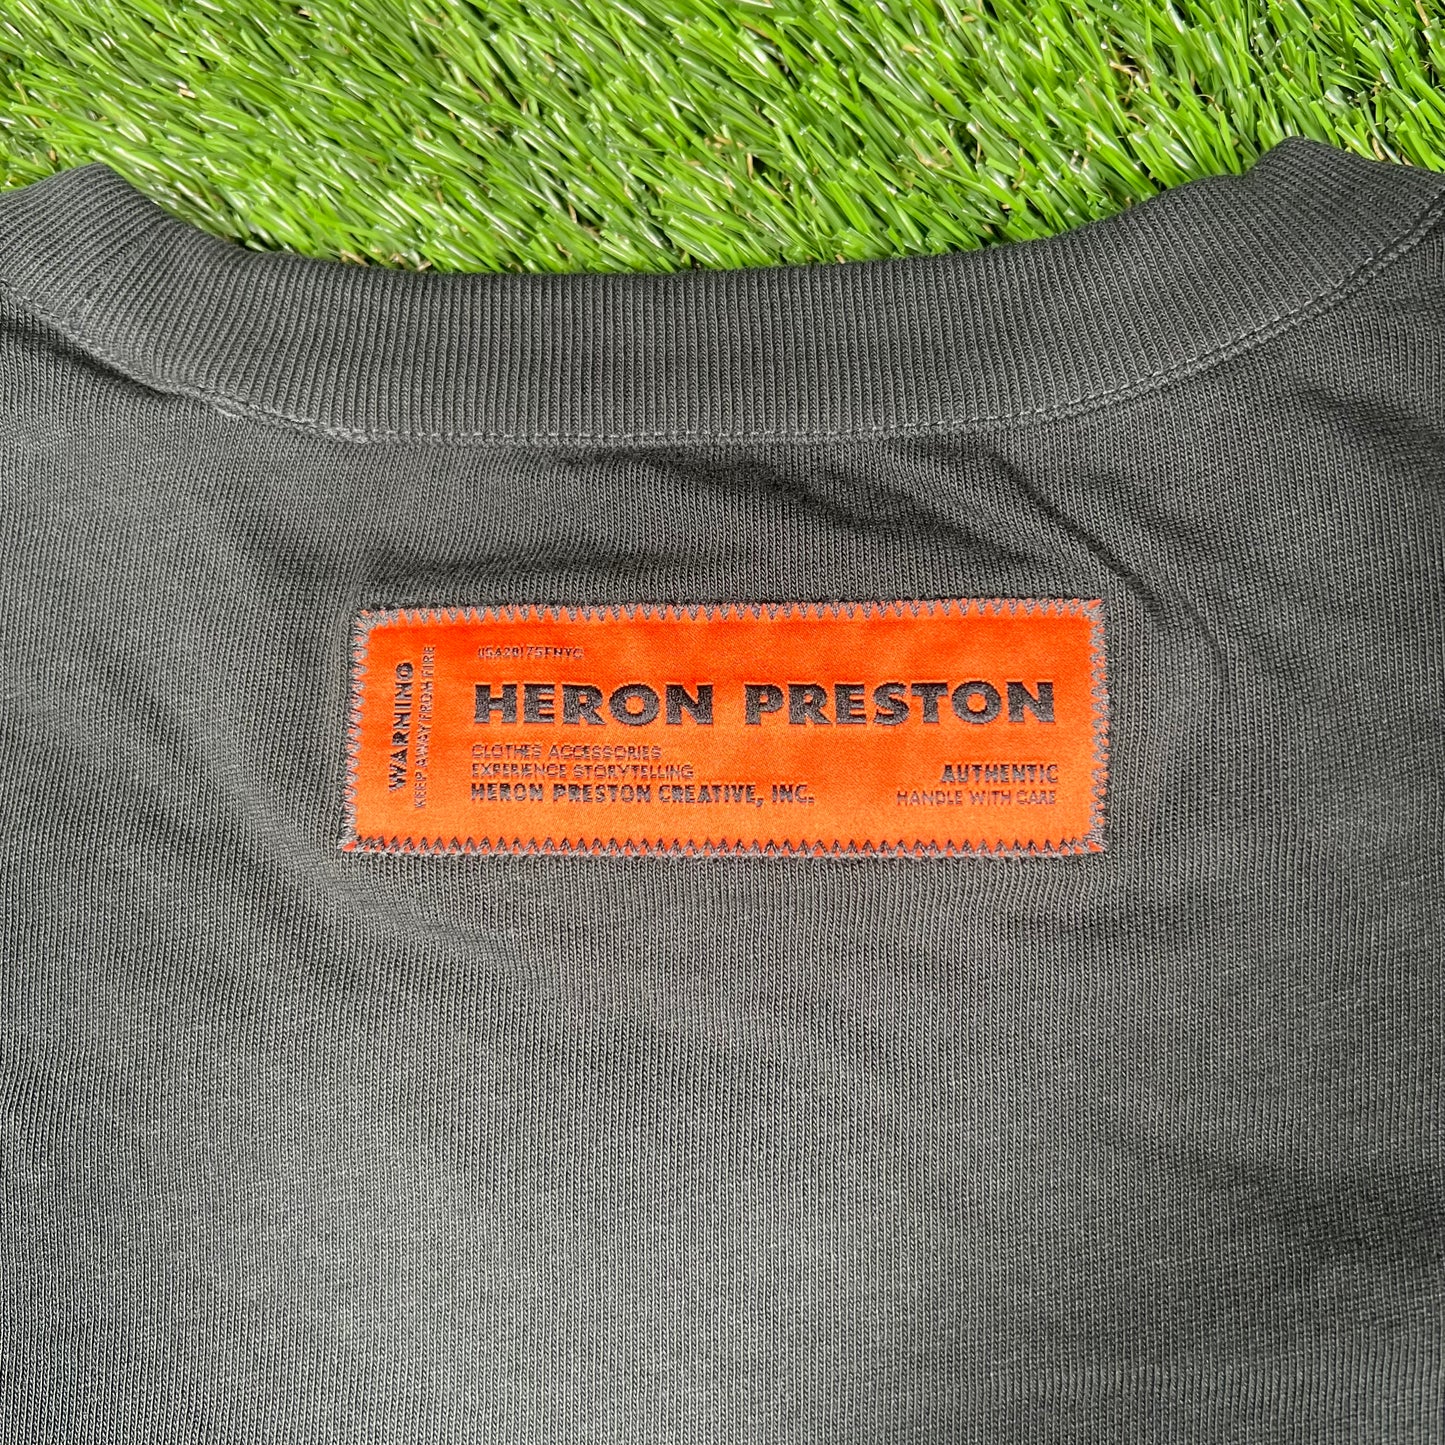 WARNING
KEEP AWAY FROM FIRE
USA2017SFNYC
HERON PRESTON
CLOTHES ACCESSORIES
EXPERIENCE STORYTELLING
HERON PRESTON CREATIVE, INC.
AUTHENTIC
HANDLE WITH CARE